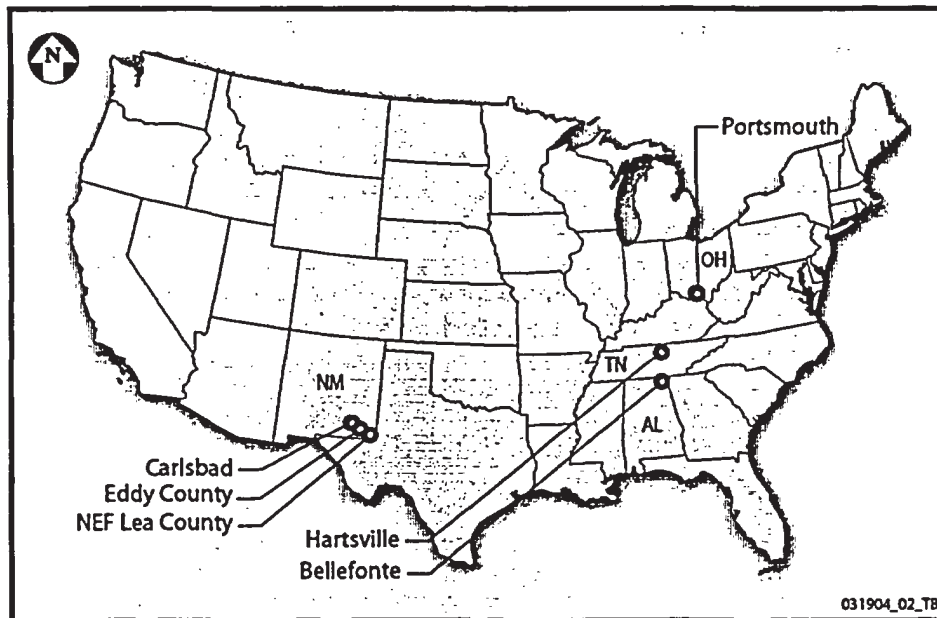 N
Portsmouth
OH
TN
NM
AL
Carlsbad
Eddy County
NEF Lea County
Hartsville
Bellefonte
031904_02_TB